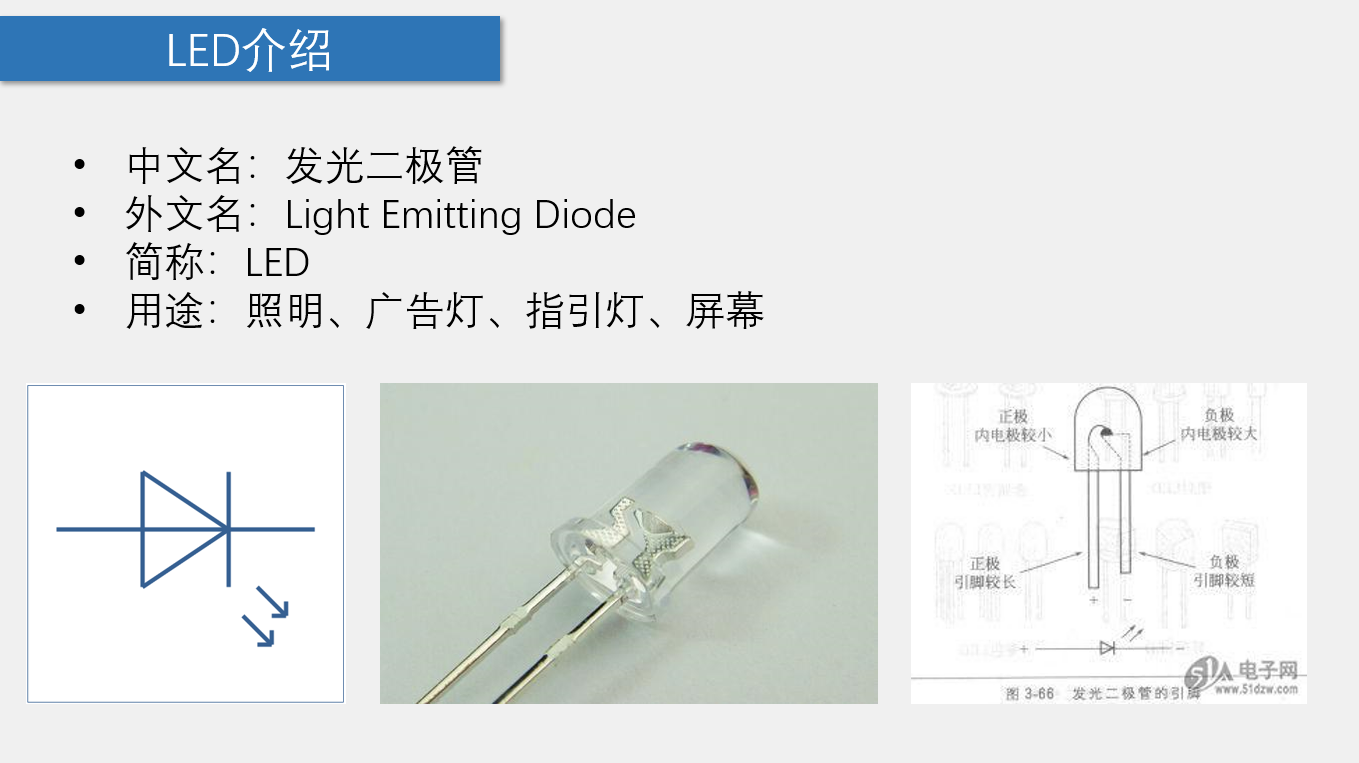 LED介绍
• 中文名：发光二极管
• 外文名：Light Emitting Diode
• 简称：LED
• 用途：照明、广告灯、指引灯、屏幕
正极
内电极较小
负极
内电极较大
正极
引脚较长
负极
引脚较短
+ −
+ −
图 3-66 发光二极管的引脚
51A 电子网
www.51dzw.com